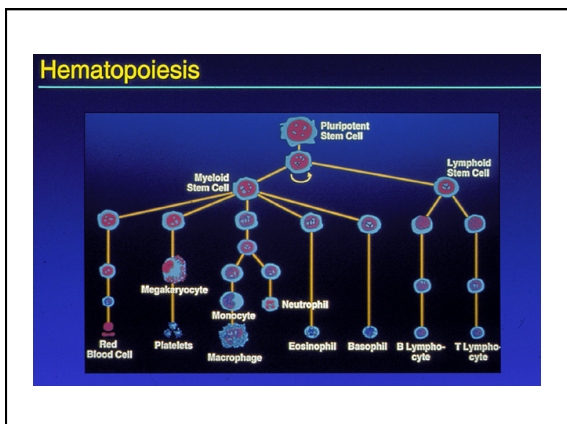 Hematopoiesis
Pluripotent
Stem Cell
Lymphoid
Stem Cell
Myeloid
Stem Cell
Megakaryocyte
Monocyte
Neutrophil
Red
Blood Cell
Platelets
Macrophage
Eosinophil
Basophil
B Lympho-
cyte
T Lympho-
cyte